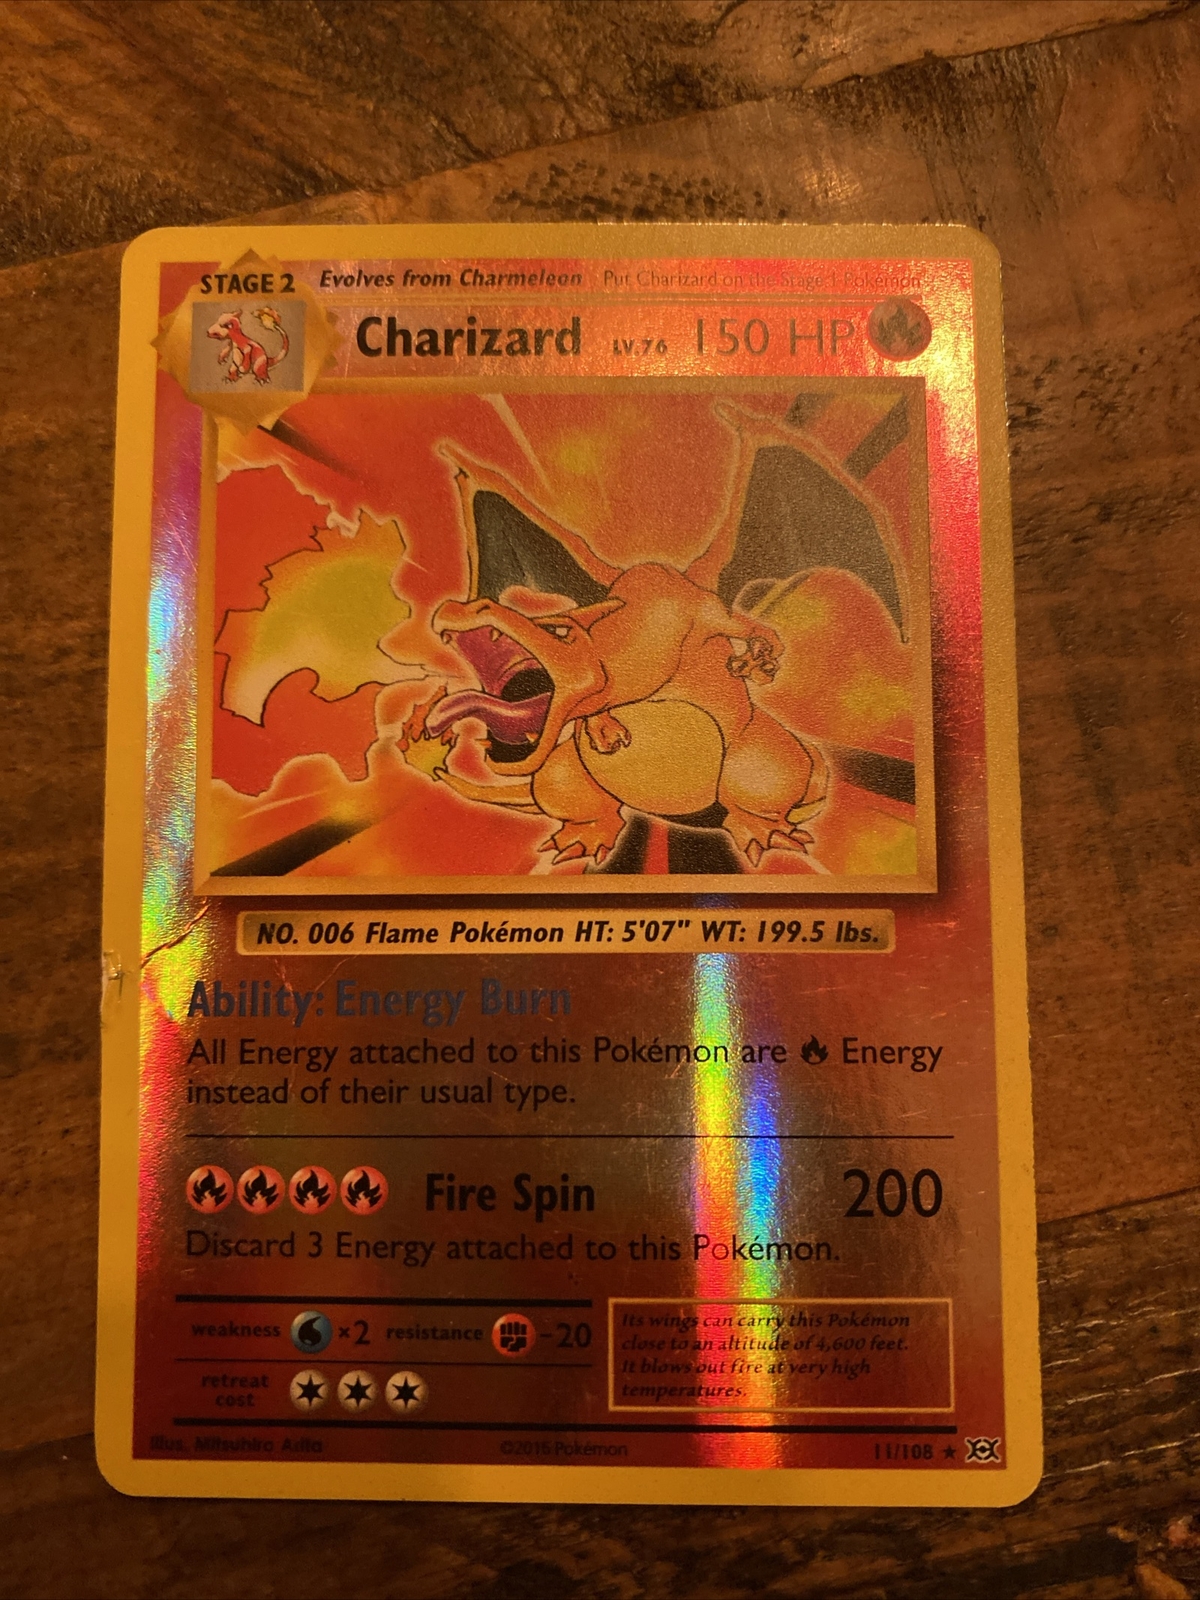 STAGE 2 Evolves from Charmeleon Put Charizard on the Stage 1 Pokémon
Charizard LV.76 150 HP
NO. 006 Flame Pokémon HT: 5'07" WT: 199.5 lbs.
Ability: Energy Burn
All Energy attached to this Pokémon are Energy
instead of their usual type.
Fire Spin 200
Discard 3 Energy attached to this Pokémon.
weakness ×2 resistance -20
retreat
cost
Its wings can carry this Pokémon
close to an altitude of 4,600 feet.
It blows out fire at very high
temperatures.
Illus. Mitsuhiro Arita ©2016 Pokémon 11/108 ★